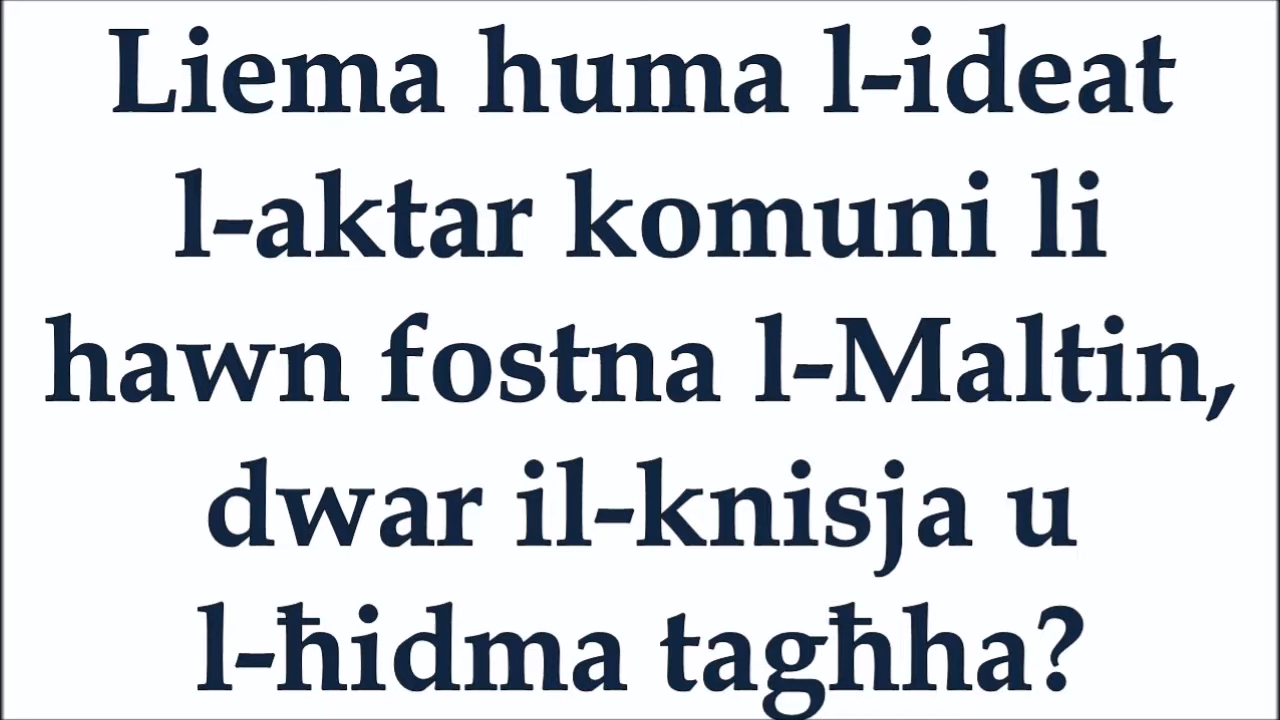 Liema huma l-ideat
l-aktar komuni li
hawn fostna l-Maltin,
dwar il-knisja u
l-ħidma tagħha?